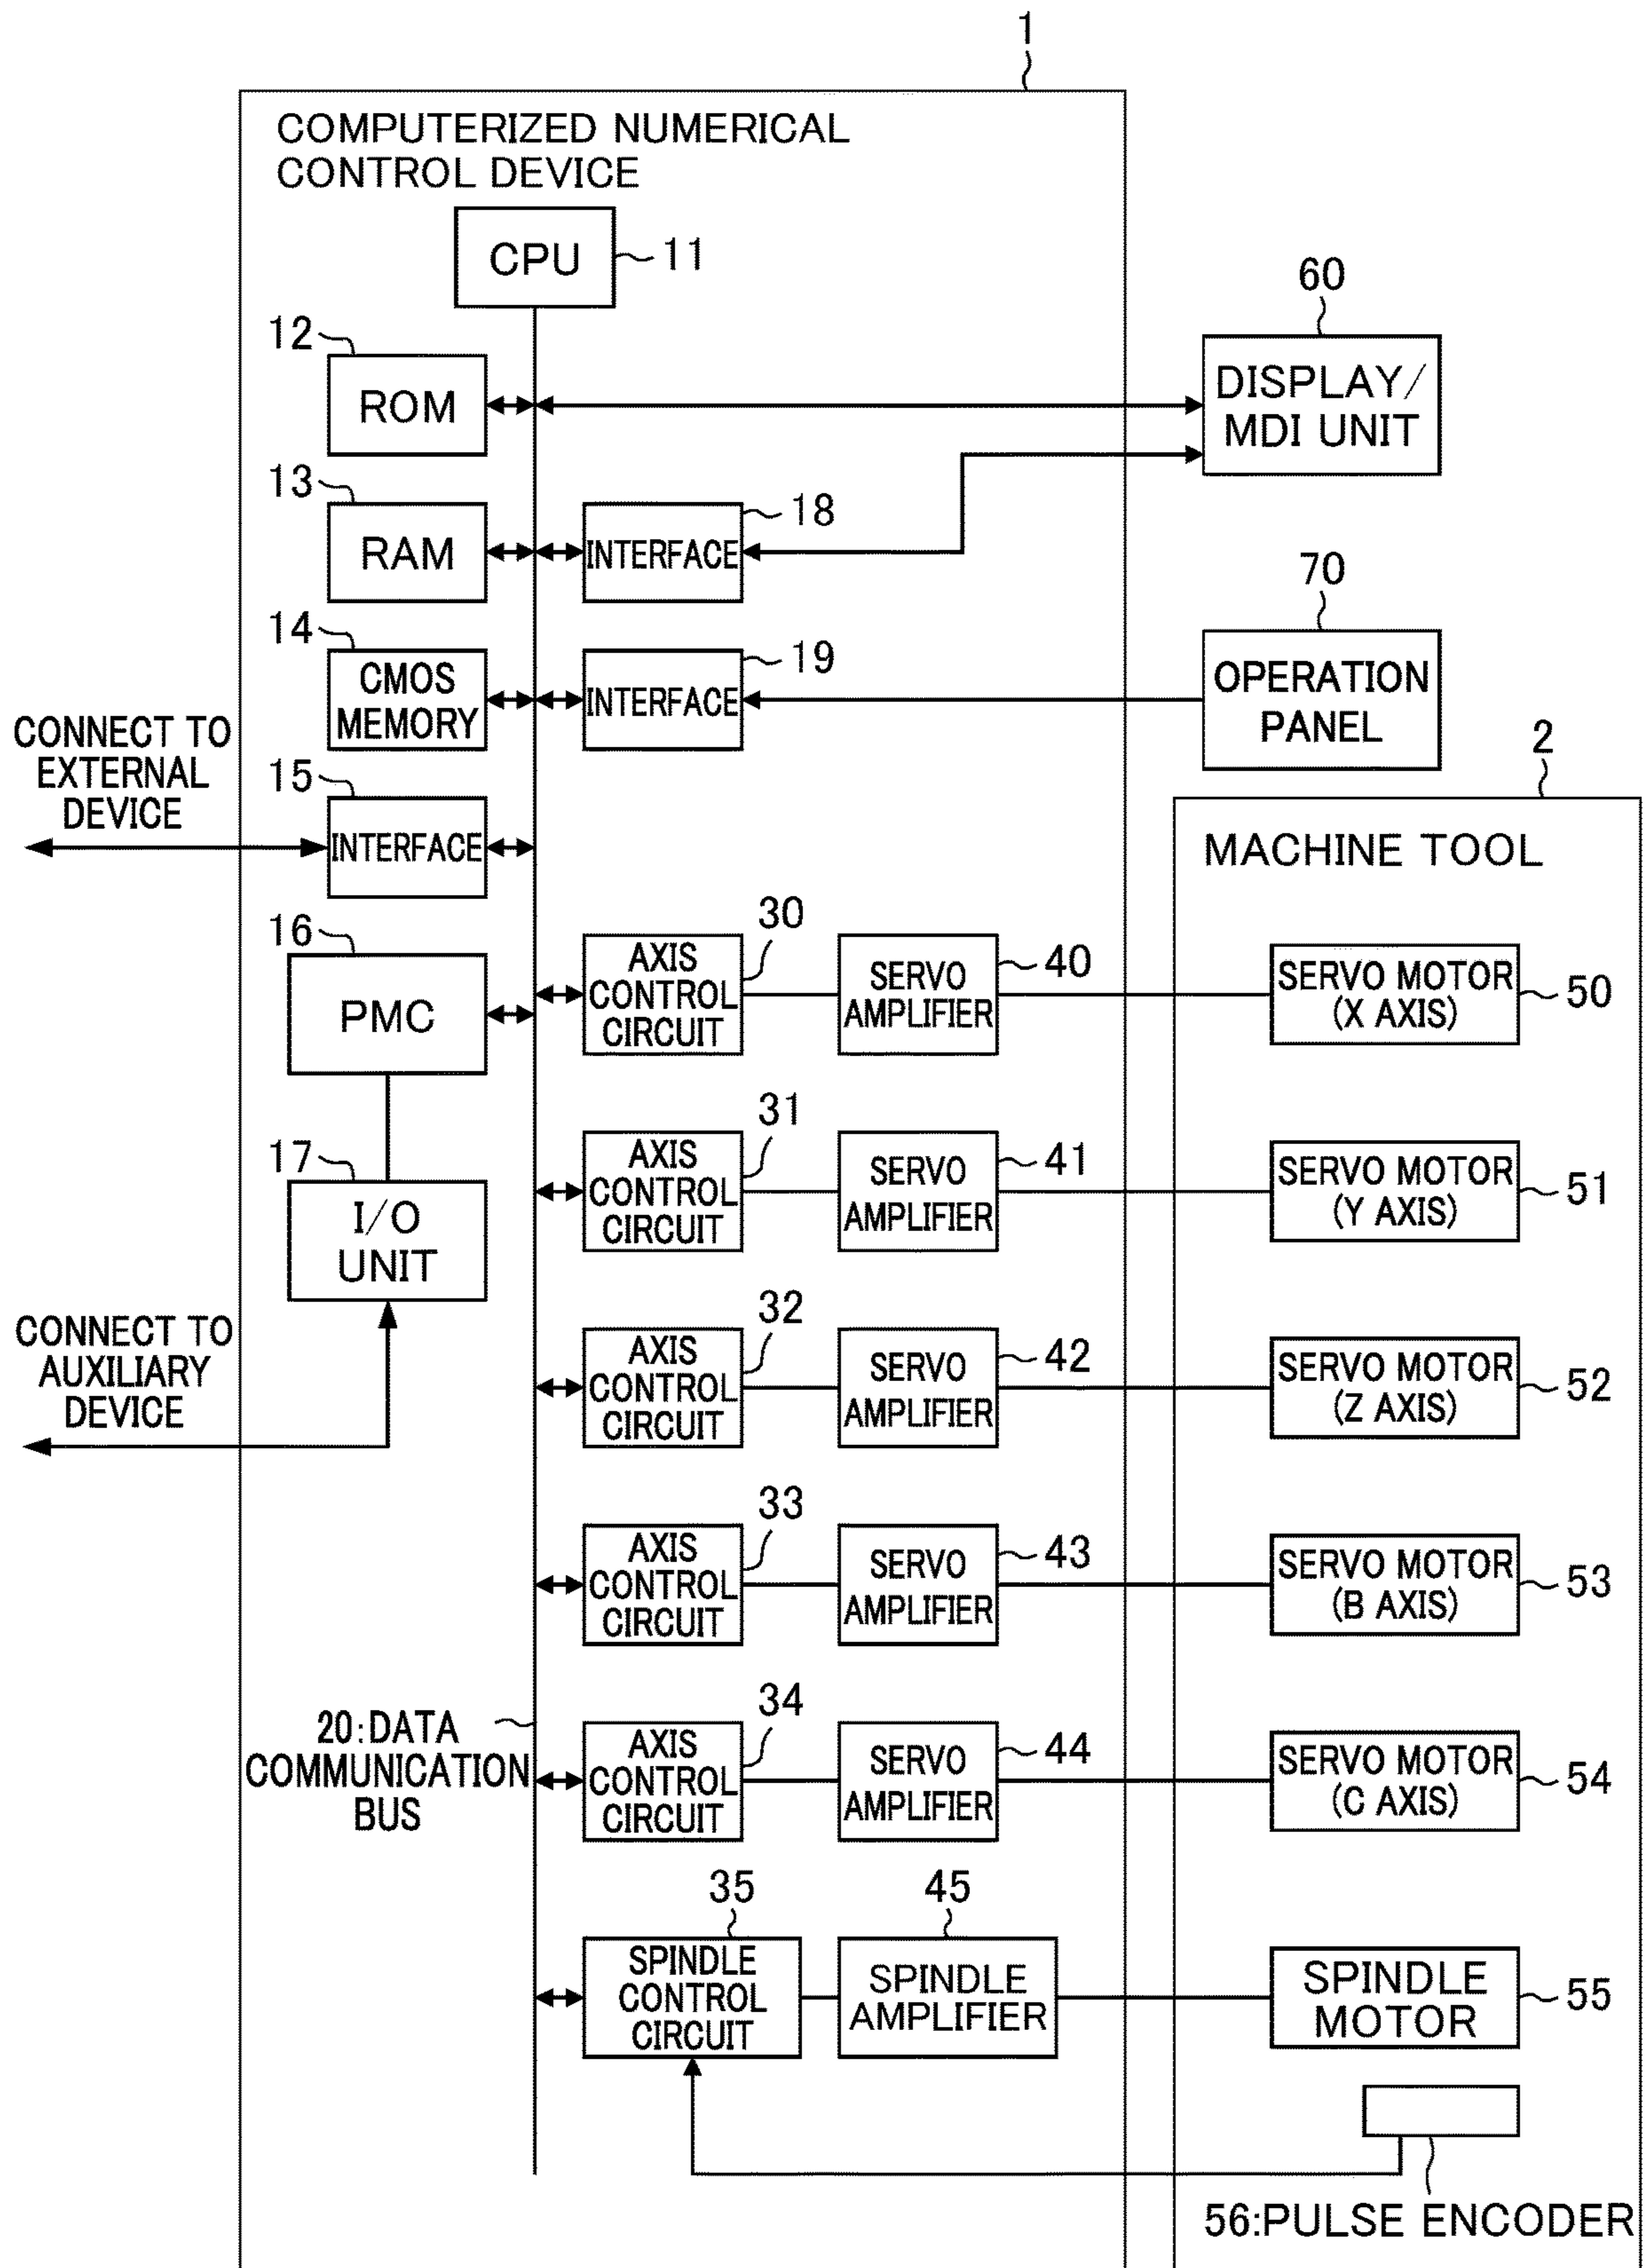 1
COMPUTERIZED NUMERICAL
CONTROL DEVICE
CPU
11
60
12
ROM
DISPLAY/
MDI UNIT
13
RAM
18
INTERFACE
70
14
CMOS
MEMORY
19
INTERFACE
OPERATION
PANEL
CONNECT TO
EXTERNAL
DEVICE
15
INTERFACE
2
MACHINE TOOL
16
PMC
30
AXIS
CONTROL
CIRCUIT
SERVO
AMPLIFIER
40
SERVO MOTOR
(X AXIS)
50
17
I/O
UNIT
31
AXIS
CONTROL
CIRCUIT
SERVO
AMPLIFIER
41
SERVO MOTOR
(Y AXIS)
51
CONNECT TO
AUXILIARY
DEVICE
32
AXIS
CONTROL
CIRCUIT
SERVO
AMPLIFIER
42
SERVO MOTOR
(Z AXIS)
52
33
AXIS
CONTROL
CIRCUIT
SERVO
AMPLIFIER
43
SERVO MOTOR
(B AXIS)
53
20:DATA
COMMUNICATION
BUS
34
AXIS
CONTROL
CIRCUIT
SERVO
AMPLIFIER
44
SERVO MOTOR
(C AXIS)
54
35
SPINDLE
CONTROL
CIRCUIT
45
SPINDLE
AMPLIFIER
SPINDLE
MOTOR
55
56:PULSE ENCODER